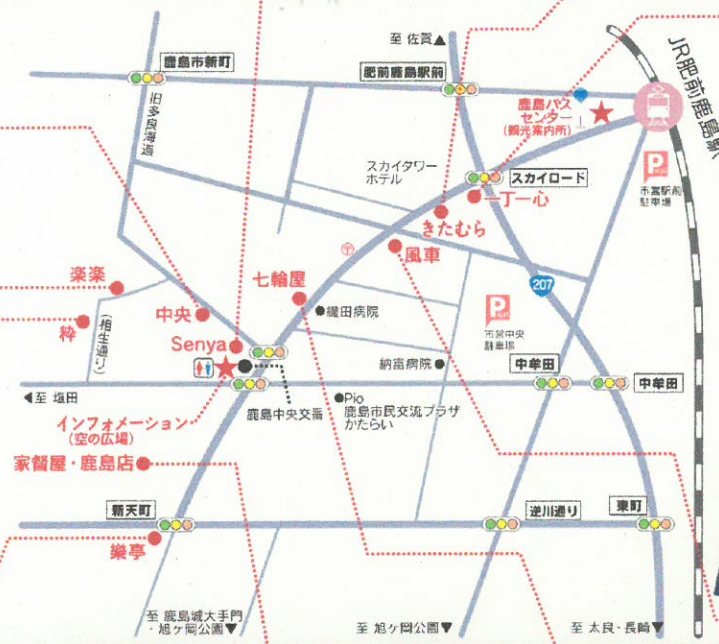 至 佐賀▲
鹿島市新町
肥前鹿島駅前
JR肥前鹿島駅
旧多良海道
鹿島バス
センター
(観光案内所)
スカイタワー
ホテル
スカイロード
P
市営駅前
駐車場
一丁一心
きたむら
風車
〒
207
楽楽
七輪屋
粋
(相生通り)
中央
織田病院
P
市営中央
駐車場
Senya
納富病院
中牟田
中牟田
◀至 塩田
鹿島中央交番
Pio
鹿島市民交流プラザ
かたらい
インフォメーション
(空の広場)
家督屋・鹿島店
新天町
逆川通り
東町
樂亭
至 鹿島城大手門
・旭ヶ岡公園▼
至 旭ヶ岡公園▼
至 太良・長崎▼